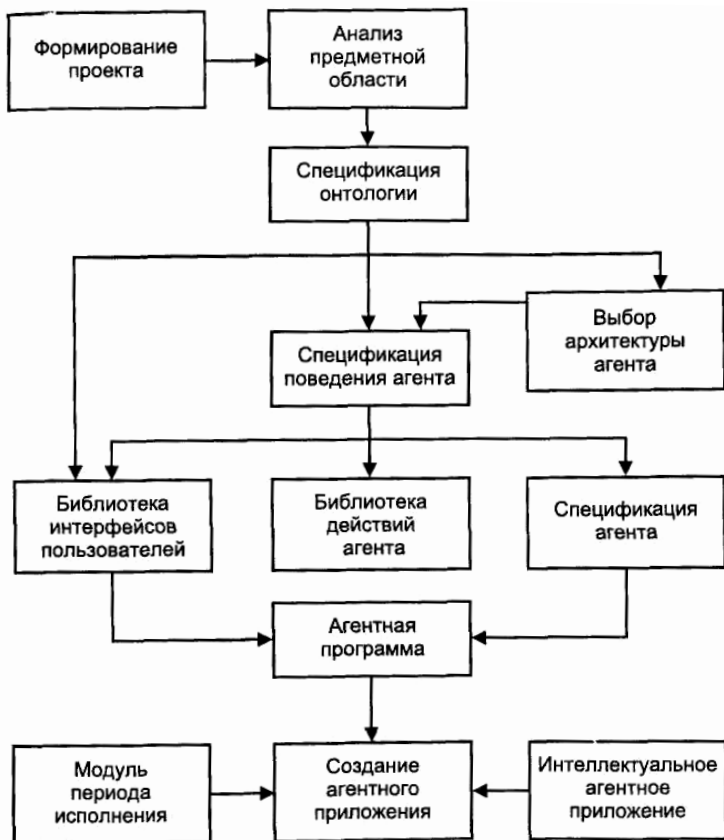 Формирование
проекта
Анализ
предметной
области
Спецификация
онтологии
Выбор
архитектуры
агента
Спецификация
поведения агента
Библиотека
интерфейсов
пользователей
Библиотека
действий
агента
Спецификация
агента
Агентная
программа
Модуль
периода
исполнения
Создание
агентного
приложения
Интеллектуальное
агентное
приложение